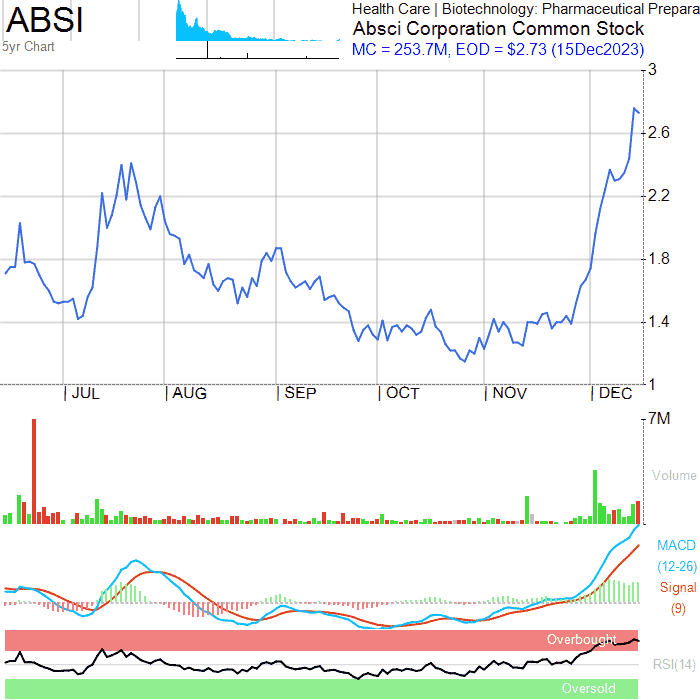 ABSI
5yr Chart
Health Care | Biotechnology: Pharmaceutical Prepara
Absci Corporation Common Stock
MC = 253.7M, EOD = $2.73 (15Dec2023)
3
2.6
2.2
1.8
1.4
1
JUL AUG SEP OCT NOV DEC
7M
Volume
MACD
(12-26)
Signal
(9)
Overbought
RSI(14)
Oversold